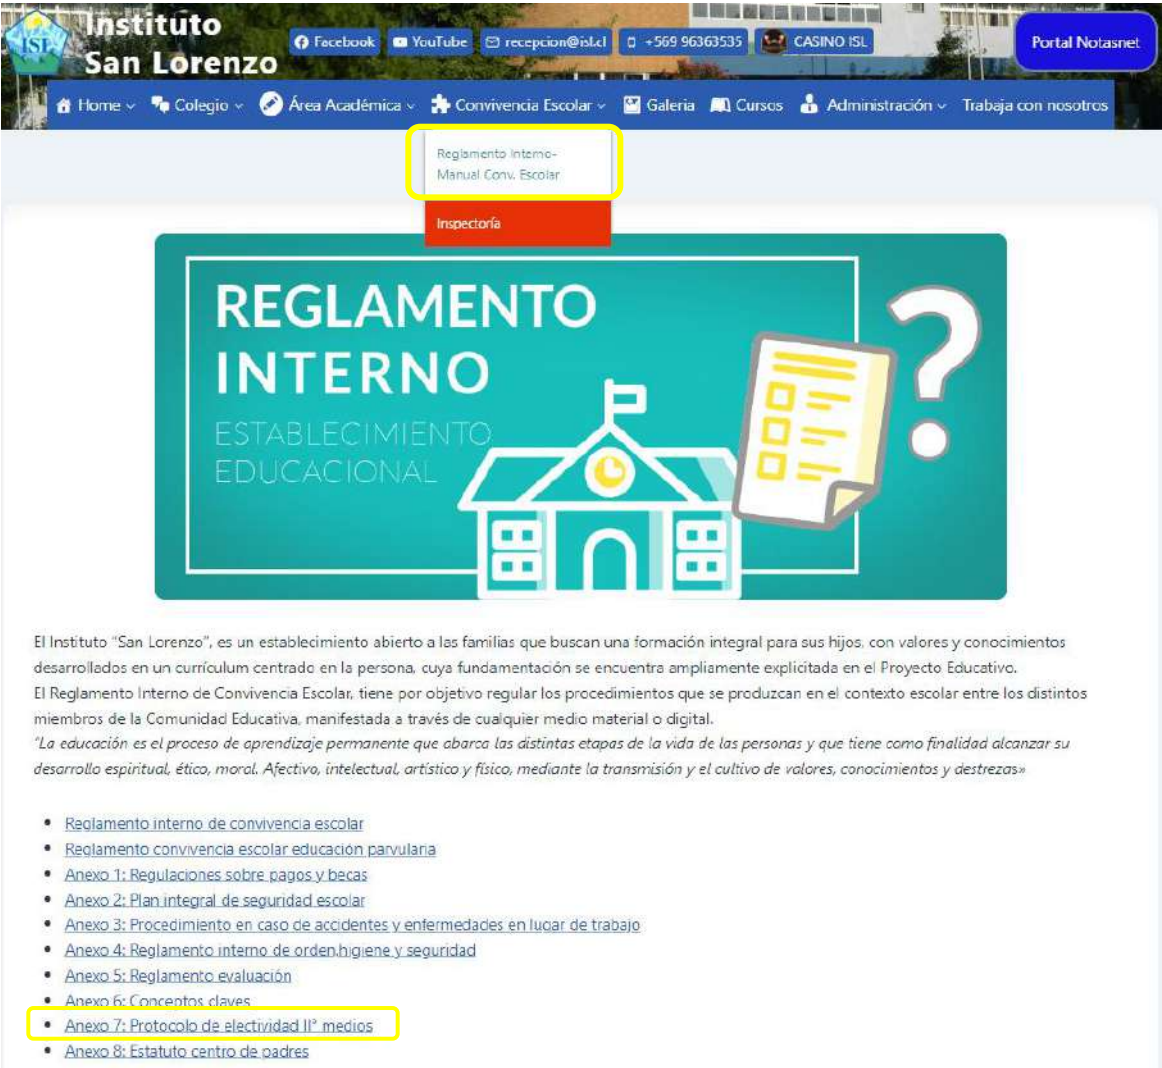 Instituto
San Lorenzo
ISL
Facebook YouTube recepcion@isl.cl +569 96363535 CASINO ISL
Portal Notasnet
Home Colegio Área Académica Convivencia Escolar Galeria Cursos Administración Trabaja con nosotros
Reglamento Interno-
Manual Conv. Escolar
Inspectoría
REGLAMENTO
INTERNO
ESTABLECIMIENTO
EDUCACIONAL
El Instituto "San Lorenzo", es un establecimiento abierto a las familias que buscan una formación integral para sus hijos, con valores y conocimientos
desarrollados en un currículum centrado en la persona, cuya fundamentación se encuentra ampliamente explicitada en el Proyecto Educativo.
El Reglamento Interno de Convivencia Escolar, tiene por objetivo regular los procedimientos que se produzcan en el contexto escolar entre los distintos
miembros de la Comunidad Educativa, manifestada a través de cualquier medio material o digital.
"La educación es el proceso de aprendizaje permanente que abarca las distintas etapas de la vida de las personas y que tiene como finalidad alcanzar su
desarrollo espiritual, ético, moral. Afectivo, intelectual, artístico y físico, mediante la transmisión y el cultivo de valores, conocimientos y destrezas»
• Reglamento interno de convivencia escolar
• Reglamento convivencia escolar educación parvularia
• Anexo 1: Regulaciones sobre pagos y becas
• Anexo 2: Plan integral de seguridad escolar
• Anexo 3: Procedimiento en caso de accidentes y enfermedades en lugar de trabajo
• Anexo 4: Reglamento interno de orden,higiene y seguridad
• Anexo 5: Reglamento evaluación
• Anexo 6: Conceptos claves
• Anexo 7: Protocolo de electividad II° medios
• Anexo 8: Estatuto centro de padres